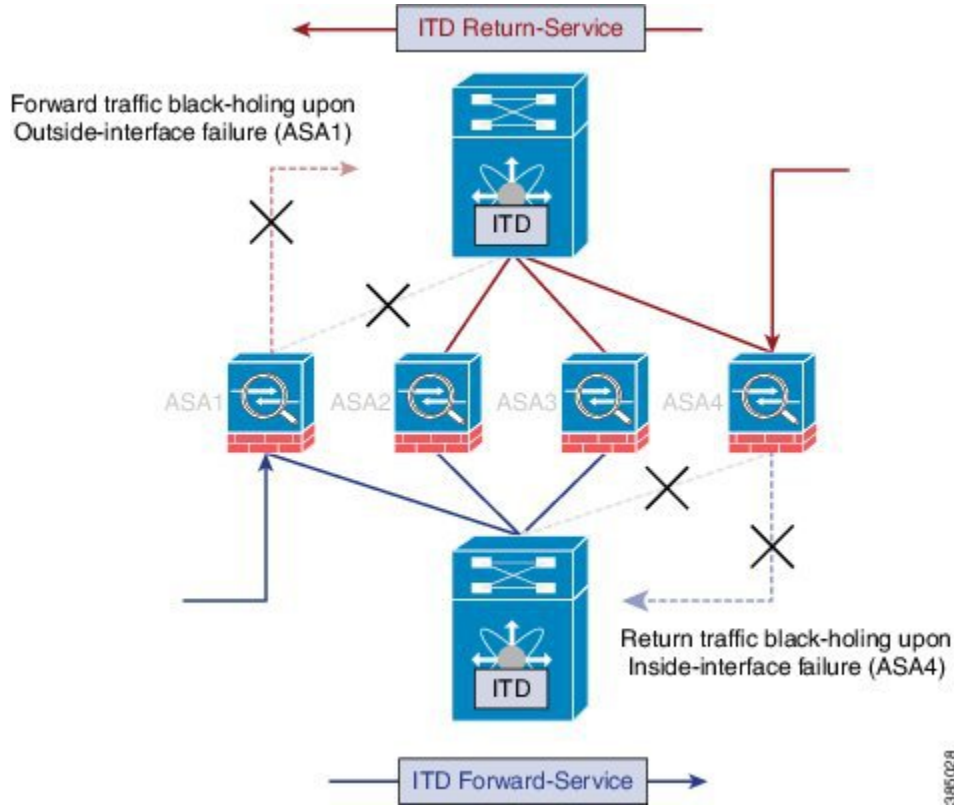 ITD Return-Service
Forward traffic black-holing upon
Outside-interface failure (ASA1)
ITD
ASA1
ASA2
ASA3
ASA4
Return traffic black-holing upon
Inside-interface failure (ASA4)
ITD
ITD Forward-Service
385028